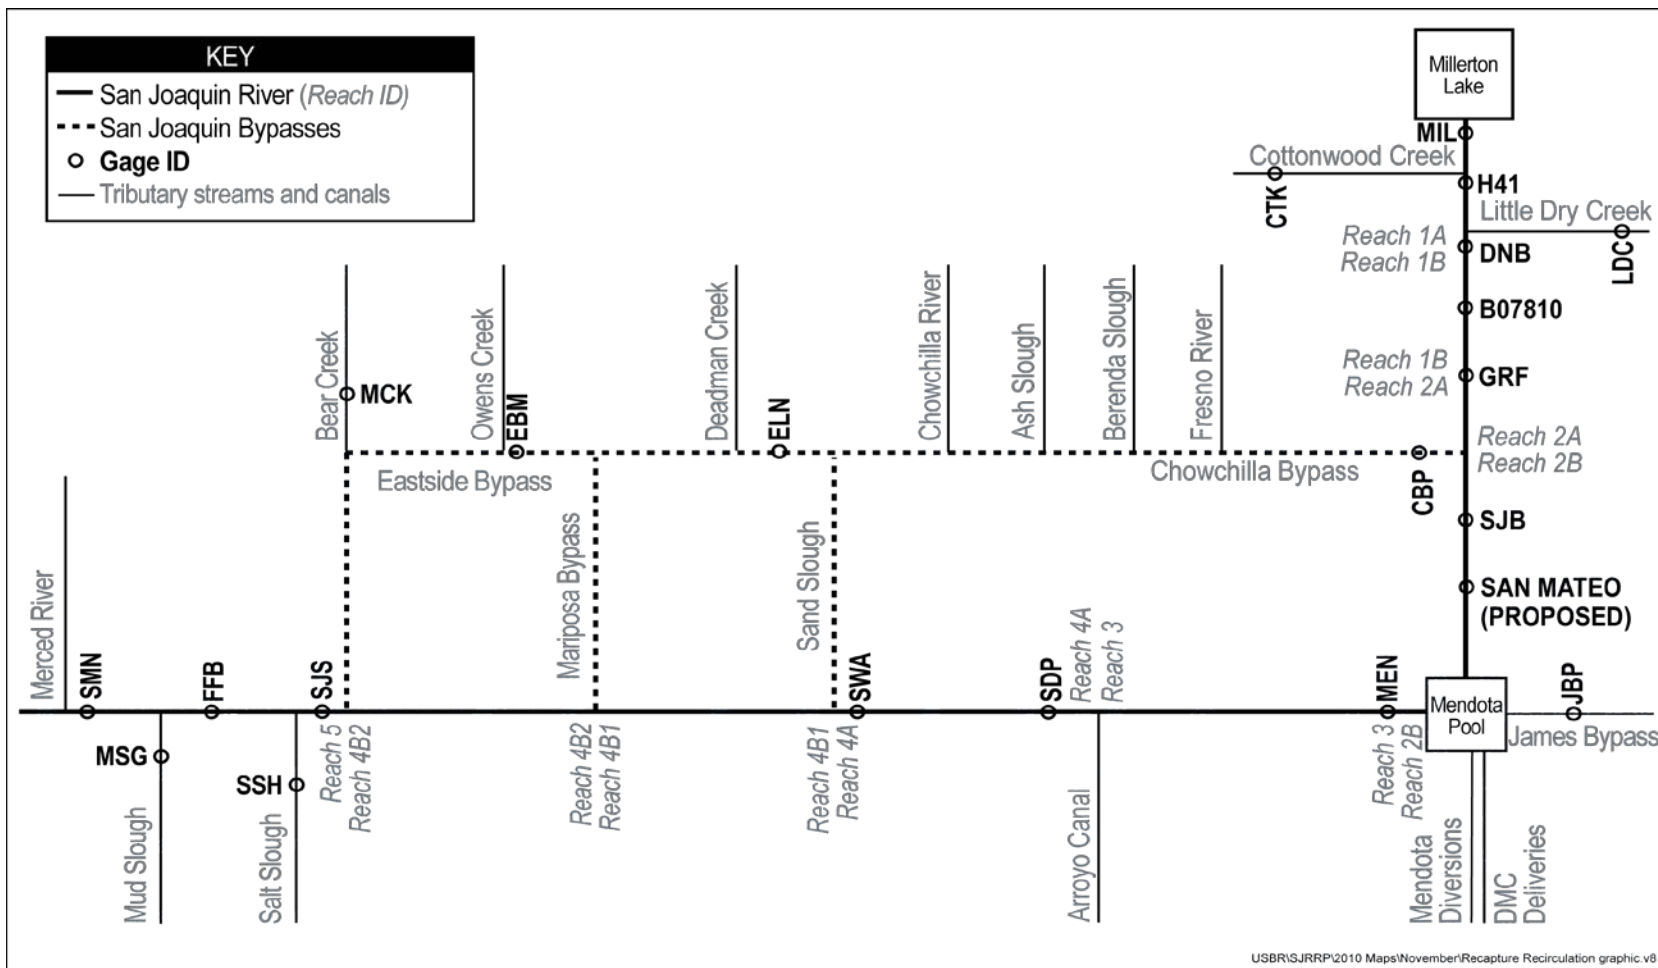 KEY
San Joaquin River (Reach ID)
San Joaquin Bypasses
Gage ID
Tributary streams and canals
Millerton
Lake
MIL
Cottonwood Creek
CTK
H41
Little Dry Creek
LDC
Reach 1A
Reach 1B
DNB
B07810
Reach 1B
Reach 2A
GRF
Reach 2A
Reach 2B
Bear Creek
MCK
Owens Creek
EBM
Deadman Creek
ELN
Chowchilla River
Ash Slough
Berenda Slough
Fresno River
Eastside Bypass
Chowchilla Bypass
CBP
SJB
Mariposa Bypass
Sand Slough
SAN MATEO
(PROPOSED)
Merced River
SMN
FFB
SJS
SWA
SDP
Reach 4A
Reach 3
MEN
Mendota
Pool
JBP
James Bypass
MSG
SSH
Reach 5
Reach 4B2
Reach 4B2
Reach 4B1
Reach 4B1
Reach 4A
Reach 3
Reach 2B
Mud Slough
Salt Slough
Arroyo Canal
Mendota
Diversions
DMC
Deliveries
USBR\SJRRP\2010 Maps\November\Recapture Recirculation graphic.v8